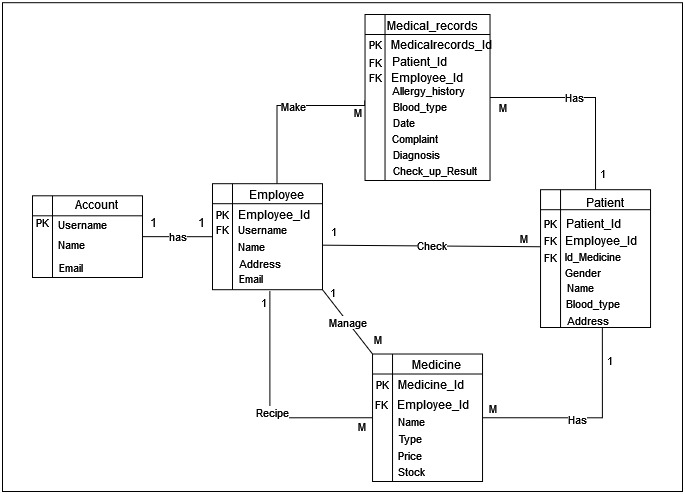 Medical_records
PK Medicalrecords_Id
FK Patient_Id
FK Employee_Id
Allergy_history
Blood_type
Date
Complaint
Diagnosis
Check_up_Result
Make
M
M
Has
1
Account
PK Username
Name
Email
1
has
1
Employee
PK Employee_Id
FK Username
Name
Address
Email
1
Check
M
Patient
PK Patient_Id
FK Employee_Id
FK Id_Medicine
Gender
Name
Blood_type
Address
1
1
Manage
M
1
Recipe
M
Medicine
PK Medicine_Id
FK Employee_Id
Name
Type
Price
Stock
M
Has